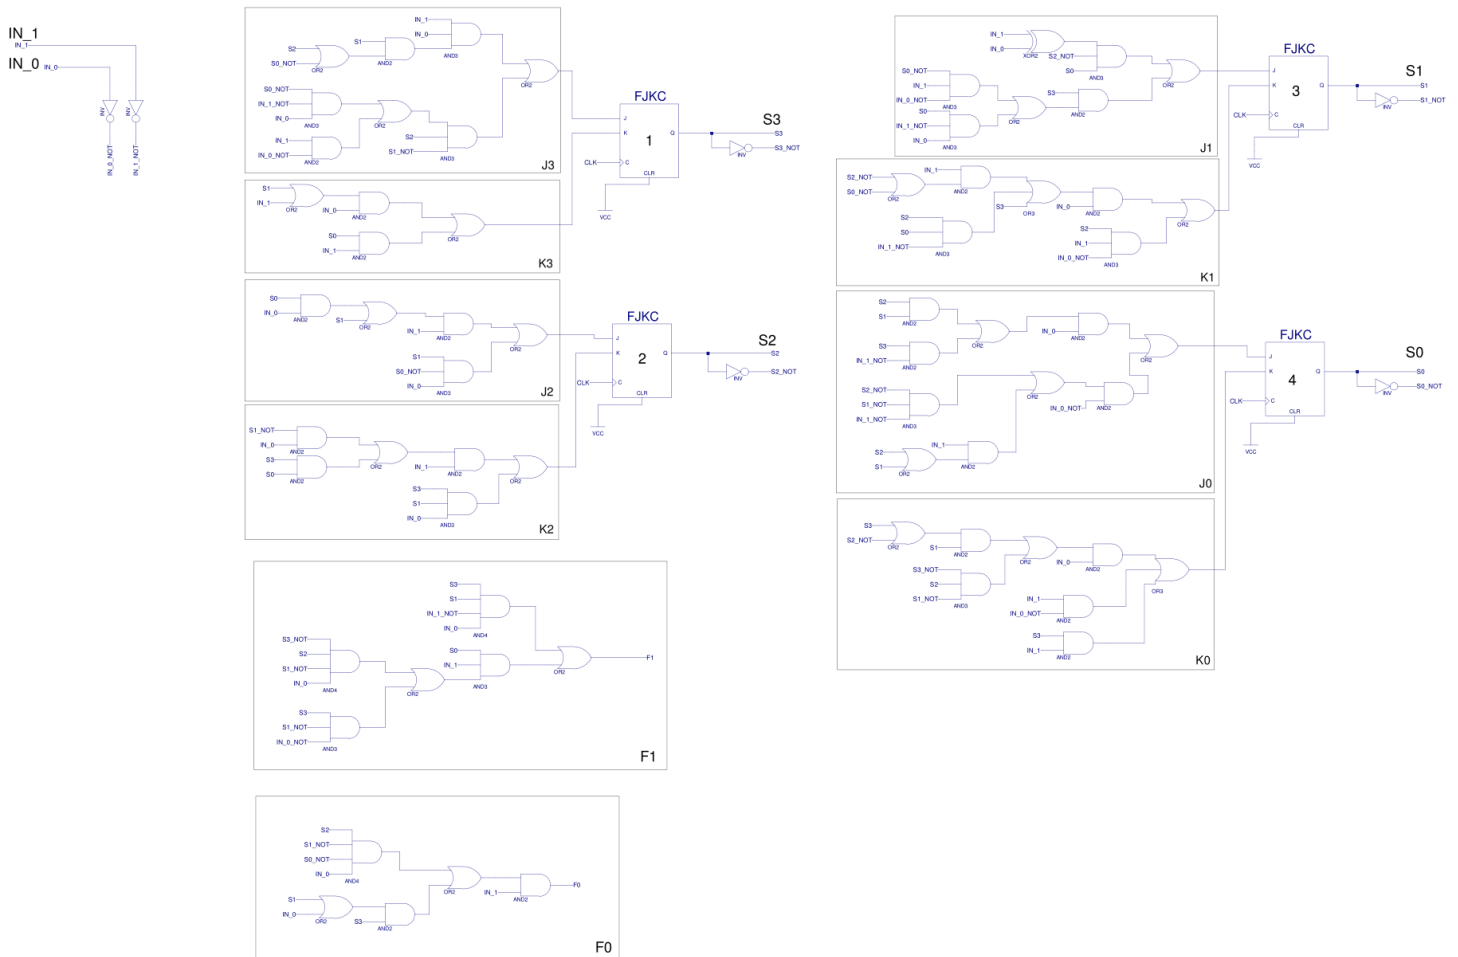 IN_1
IN_1
IN_0
IN_0
INV
INV
IN_0_NOT
IN_1_NOT
IN_1
IN_0
AND3
S1
AND2
S2
S0_NOT
OR2
OR2
S0_NOT
IN_1_NOT
IN_0
AND3
OR2
IN_1
IN_0_NOT
AND2
S2
S1_NOT
AND3
J3
S1
IN_1
OR2
IN_0
AND2
S0
IN_1
AND2
OR2
K3
FJKC
J
K
C
Q
CLR
1
CLK
VCC
S3
S3
INV
S3_NOT
S0
IN_0
AND2
S1
OR2
IN_1
AND2
S1
S0_NOT
IN_0
AND3
OR2
J2
S1_NOT
IN_0
AND2
S3
S0
AND2
OR2
IN_1
AND2
S3
S1
IN_0
AND3
OR2
K2
FJKC
J
K
C
Q
CLR
2
CLK
VCC
S2
S2
INV
S2_NOT
S3
S1
IN_1_NOT
IN_0
AND4
S3_NOT
S2
S1_NOT
IN_0
AND4
S3
S1_NOT
IN_0_NOT
AND3
OR2
S0
IN_1
AND3
OR2
F1
F1
S2
S1_NOT
S0_NOT
IN_0
AND4
S1
IN_0
OR2
S3
AND2
OR2
IN_1
AND2
F0
F0
IN_1
IN_0
XOR2
S2_NOT
S0
AND3
S0_NOT
IN_1
IN_0_NOT
AND3
S0
IN_1_NOT
IN_0
AND3
OR2
S3
AND2
OR2
J1
S2_NOT
S0_NOT
OR2
IN_1
AND2
S2
S0
IN_1_NOT
AND3
S3
OR3
IN_0
AND2
S2
IN_1
IN_0_NOT
AND3
OR2
K1
FJKC
J
K
C
Q
CLR
3
CLK
VCC
S1
S1
INV
S1_NOT
S2
S1
AND2
S3
IN_1_NOT
AND2
OR2
IN_0
AND2
OR2
S2_NOT
S1_NOT
IN_1_NOT
AND3
OR2
IN_0_NOT
AND2
IN_1
AND2
S2
S1
OR2
J0
S3
S2_NOT
OR2
S1
AND2
S3_NOT
S2
S1_NOT
AND3
OR2
IN_0
AND2
IN_1
IN_0_NOT
AND2
S3
IN_1
AND2
OR3
K0
FJKC
J
K
C
Q
CLR
4
CLK
VCC
S0
S0
INV
S0_NOT